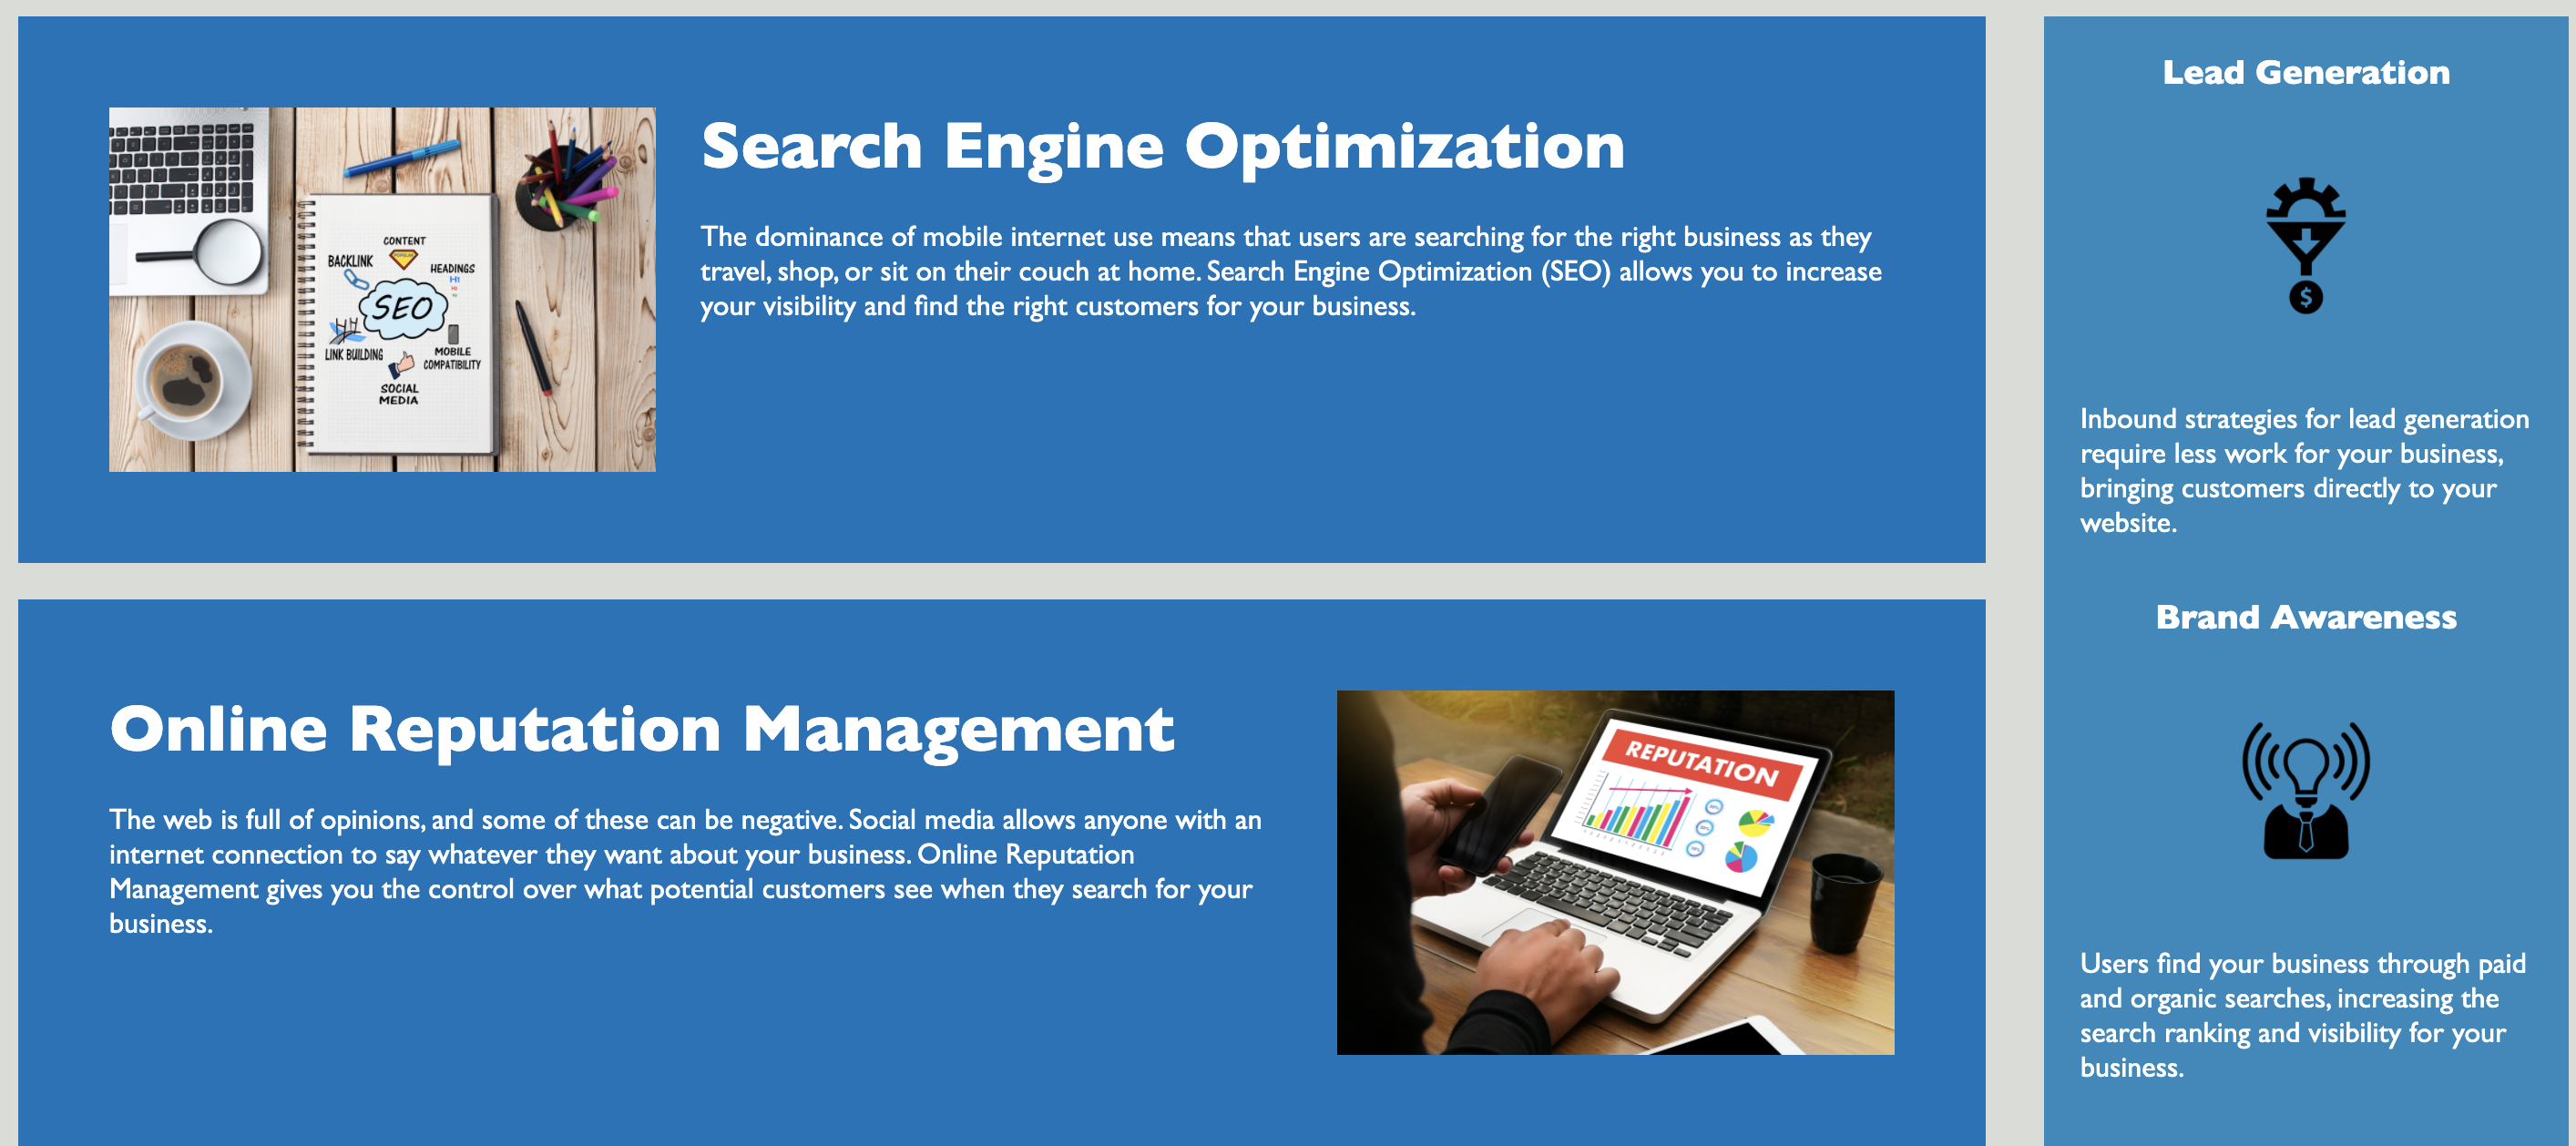 Search Engine Optimization
The dominance of mobile internet use means that users are searching for the right business as they
travel, shop, or sit on their couch at home. Search Engine Optimization (SEO) allows you to increase
your visibility and find the right customers for your business.
CONTENT
BACKLINK
HEADINGS
H1
SEO
LINK BUILDING
MOBILE
COMPATIBILITY
SOCIAL
MEDIA
Online Reputation Management
The web is full of opinions, and some of these can be negative. Social media allows anyone with an
internet connection to say whatever they want about your business. Online Reputation
Management gives you the control over what potential customers see when they search for your
business.
REPUTATION
Lead Generation
$
Inbound strategies for lead generation
require less work for your business,
bringing customers directly to your
website.
Brand Awareness
Users find your business through paid
and organic searches, increasing the
search ranking and visibility for your
business.